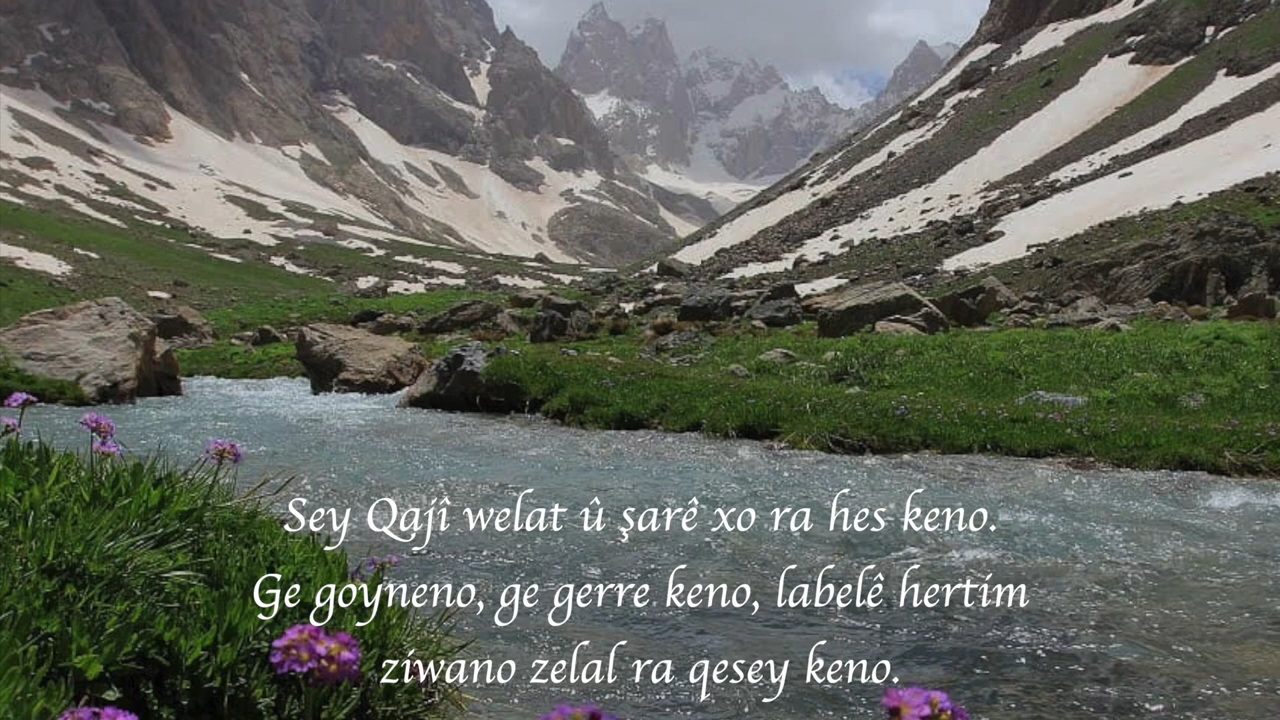 Sey Qajî welat û şarê xo ra hes keno.
Ge goyneno, ge gerre keno, labelê hertim
ziwano zelal ra qesey keno.